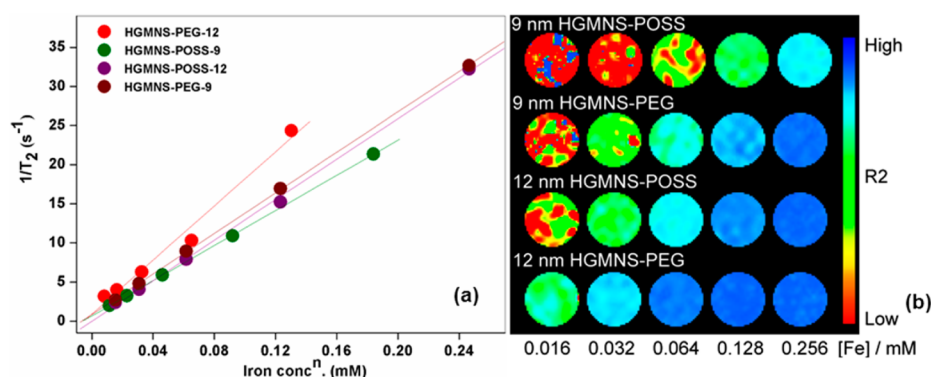 HGMNS-PEG-12
HGMNS-POSS-9
HGMNS-POSS-12
HGMNS-PEG-9
35
30
25
20
15
10
5
0
1/T2 (s-1)
0.00 0.04 0.08 0.12 0.16 0.20 0.24
Iron concn. (mM)
(a)
9 nm HGMNS-POSS
9 nm HGMNS-PEG
12 nm HGMNS-POSS
12 nm HGMNS-PEG
High
R2
Low
0.016 0.032 0.064 0.128 0.256 [Fe] / mM
(b)